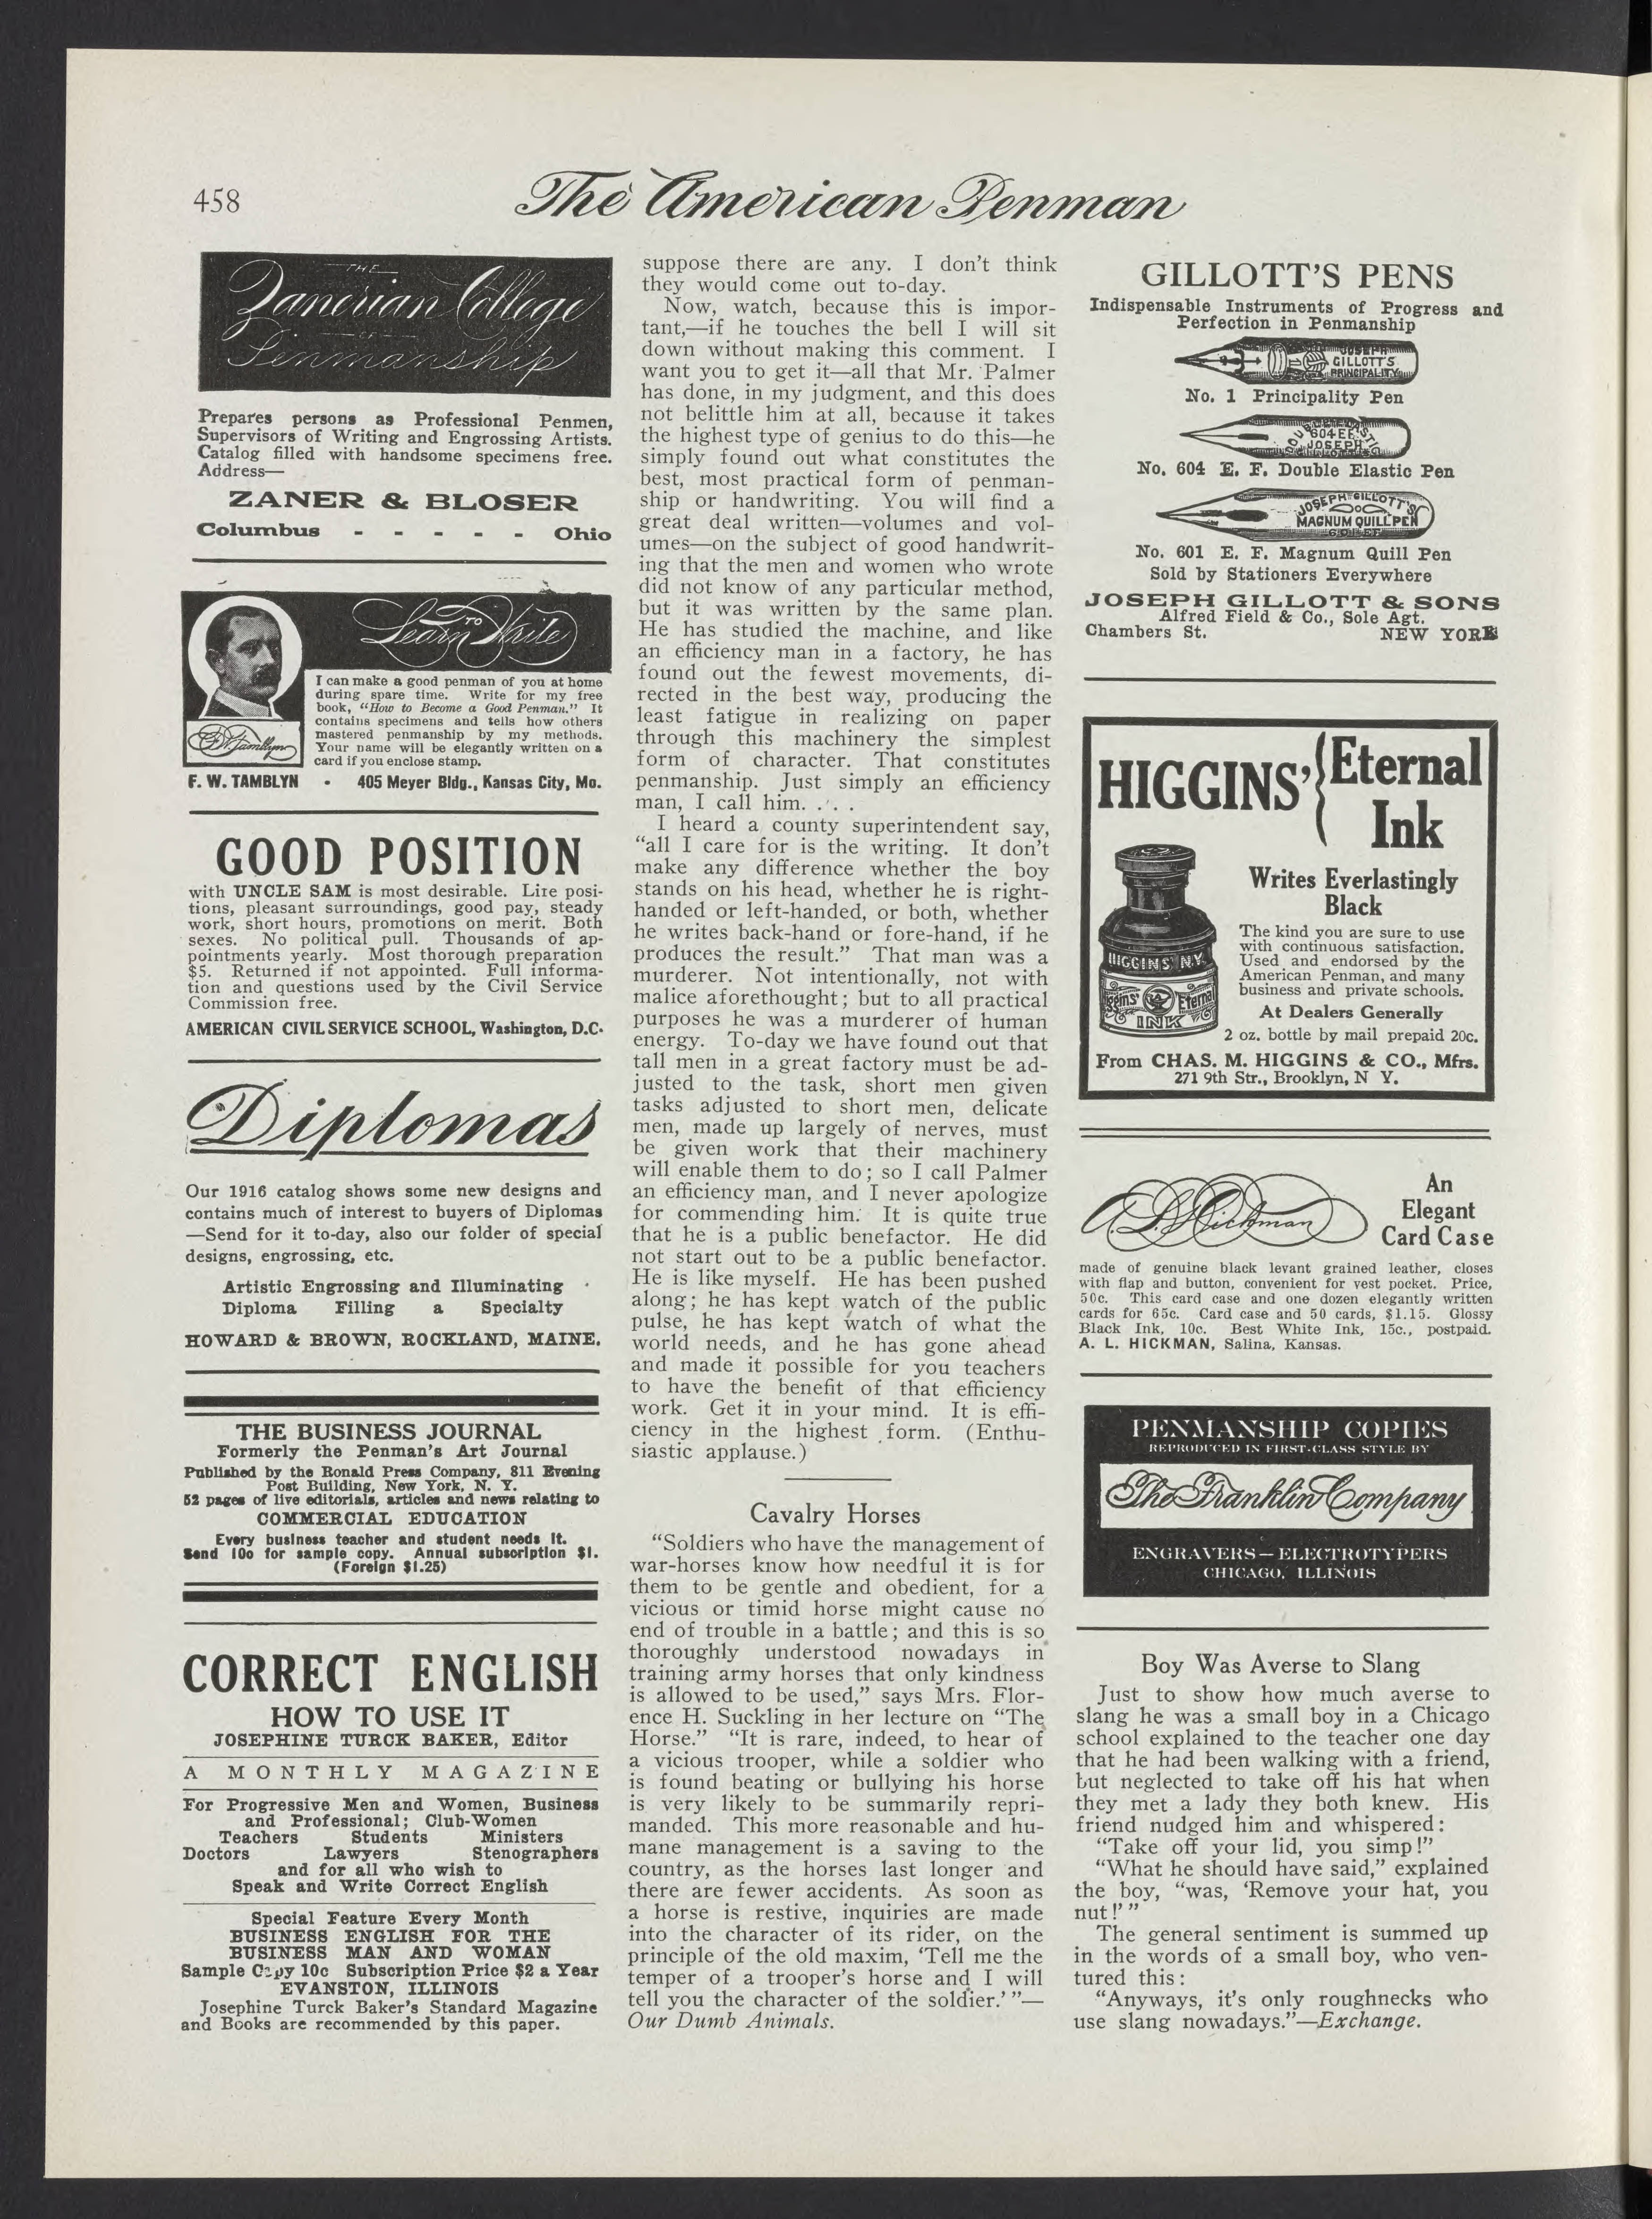 458
The American Penman
THE
Zanerian College
OF
Penmanship
Prepares persons as Professional Penmen,
Supervisors of Writing and Engrossing Artists.
Catalog filled with handsome specimens free.
Address—
ZANER & BLOSER
Columbus - - - - - Ohio
Learn TO Write
I can make a good penman of you at home
during spare time. Write for my free
book, "How to Become a Good Penman." It
contains specimens and tells how others
mastered penmanship by my methods.
Your name will be elegantly written on a
card if you enclose stamp.
F. W. Tamblyn
F. W. TAMBLYN - 405 Meyer Bldg., Kansas City, Mo.
GOOD POSITION
with UNCLE SAM is most desirable. Lite posi-
tions, pleasant surroundings, good pay, steady
work, short hours, promotions on merit. Both
sexes. No political pull. Thousands of ap-
pointments yearly. Most thorough preparation
$5. Returned if not appointed. Full informa-
tion and questions used by the Civil Service
Commission free.
AMERICAN CIVIL SERVICE SCHOOL, Washington, D.C.
Diplomas
Our 1916 catalog shows some new designs and
contains much of interest to buyers of Diplomas
—Send for it to-day, also our folder of special
designs, engrossing, etc.
Artistic Engrossing and Illuminating
Diploma Filling a Specialty
HOWARD & BROWN, ROCKLAND, MAINE.
THE BUSINESS JOURNAL
Formerly the Penman's Art Journal
Published by the Ronald Press Company, 811 Evening
Post Building, New York, N. Y.
52 pages of live editorials, articles and news relating to
COMMERCIAL EDUCATION
Every business teacher and student needs it.
Send 10c for sample copy. Annual subscription $1.
(Foreign $1.25)
CORRECT ENGLISH
HOW TO USE IT
JOSEPHINE TURCK BAKER, Editor
A MONTHLY MAGAZINE
For Progressive Men and Women, Business
and Professional; Club-Women
Teachers Students Ministers
Doctors Lawyers Stenographers
and for all who wish to
Speak and Write Correct English
Special Feature Every Month
BUSINESS ENGLISH FOR THE
BUSINESS MAN AND WOMAN
Sample Copy 10c Subscription Price $2 a Year
EVANSTON, ILLINOIS
Josephine Turck Baker's Standard Magazine
and Books are recommended by this paper.
suppose there are any. I don't think
they would come out to-day.
Now, watch, because this is impor-
tant,—if he touches the bell I will sit
down without making this comment. I
want you to get it—all that Mr. Palmer
has done, in my judgment, and this does
not belittle him at all, because it takes
the highest type of genius to do this—he
simply found out what constitutes the
best, most practical form of penman-
ship or handwriting. You will find a
great deal written—volumes and vol-
umes—on the subject of good handwrit-
ing that the men and women who wrote
did not know of any particular method,
but it was written by the same plan.
He has studied the machine, and like
an efficiency man in a factory, he has
found out the fewest movements, di-
rected in the best way, producing the
least fatigue in realizing on paper
through this machinery the simplest
form of character. That constitutes
penmanship. Just simply an efficiency
man, I call him. . . .
I heard a county superintendent say,
"all I care for is the writing. It don't
make any difference whether the boy
stands on his head, whether he is right-
handed or left-handed, or both, whether
he writes back-hand or fore-hand, if he
produces the result." That man was a
murderer. Not intentionally, not with
malice aforethought; but to all practical
purposes he was a murderer of human
energy. To-day we have found out that
tall men in a great factory must be ad-
justed to the task, short men given
tasks adjusted to short men, delicate
men, made up largely of nerves, must
be given work that their machinery
will enable them to do; so I call Palmer
an efficiency man, and I never apologize
for commending him. It is quite true
that he is a public benefactor. He did
not start out to be a public benefactor.
He is like myself. He has been pushed
along; he has kept watch of the public
pulse, he has kept watch of what the
world needs, and he has gone ahead
and made it possible for you teachers
to have the benefit of that efficiency
work. Get it in your mind. It is effi-
ciency in the highest form. (Enthu-
siastic applause.)
Cavalry Horses
"Soldiers who have the management of
war-horses know how needful it is for
them to be gentle and obedient, for a
vicious or timid horse might cause no
end of trouble in a battle; and this is so
thoroughly understood nowadays in
training army horses that only kindness
is allowed to be used," says Mrs. Flor-
ence H. Suckling in her lecture on "The
Horse." "It is rare, indeed, to hear of
a vicious trooper, while a soldier who
is found beating or bullying his horse
is very likely to be summarily repri-
manded. This more reasonable and hu-
mane management is a saving to the
country, as the horses last longer and
there are fewer accidents. As soon as
a horse is restive, inquiries are made
into the character of its rider, on the
principle of the old maxim, 'Tell me the
temper of a trooper's horse and I will
tell you the character of the soldier.' "—
Our Dumb Animals.
GILLOTT'S PENS
Indispensable Instruments of Progress and
Perfection in Penmanship
JOSEPH
GILLOTT'S
PRINCIPALITY
No. 1 Principality Pen
604 E.F.
JOSEPH
No. 604 E. F. Double Elastic Pen
JOSEPH GILLOTT'S
MAGNUM QUILL PEN
No. 601 E. F. Magnum Quill Pen
Sold by Stationers Everywhere
JOSEPH GILLOTT & SONS
Alfred Field & Co., Sole Agt.
Chambers St. NEW YORK
HIGGINS' Eternal
Ink
Writes Everlastingly
Black
The kind you are sure to use
with continuous satisfaction.
Used and endorsed by the
American Penman, and many
business and private schools.
At Dealers Generally
HIGGINS' N.Y.
Higgins' Eternal
INK
2 oz. bottle by mail prepaid 20c.
From CHAS. M. HIGGINS & CO., Mfrs.
271 9th Str., Brooklyn, N Y.
A. L. Hickman
An
Elegant
Card Case
made of genuine black levant grained leather, closes
with flap and button, convenient for vest pocket. Price,
50c. This card case and one dozen elegantly written
cards for 65c. Card case and 50 cards, $1.15. Glossy
Black Ink, 10c. Best White Ink, 15c., postpaid.
A. L. HICKMAN, Salina, Kansas.
PENMANSHIP COPIES
REPRODUCED IN FIRST-CLASS STYLE BY
The Franklin Company
ENGRAVERS—ELECTROTYPERS
CHICAGO, ILLINOIS
Boy Was Averse to Slang
Just to show how much averse to
slang he was a small boy in a Chicago
school explained to the teacher one day
that he had been walking with a friend,
but neglected to take off his hat when
they met a lady they both knew. His
friend nudged him and whispered:
"Take off your lid, you simp!"
"What he should have said," explained
the boy, "was, 'Remove your hat, you
nut!' "
The general sentiment is summed up
in the words of a small boy, who ven-
tured this:
"Anyways, it's only roughnecks who
use slang nowadays."—Exchange.